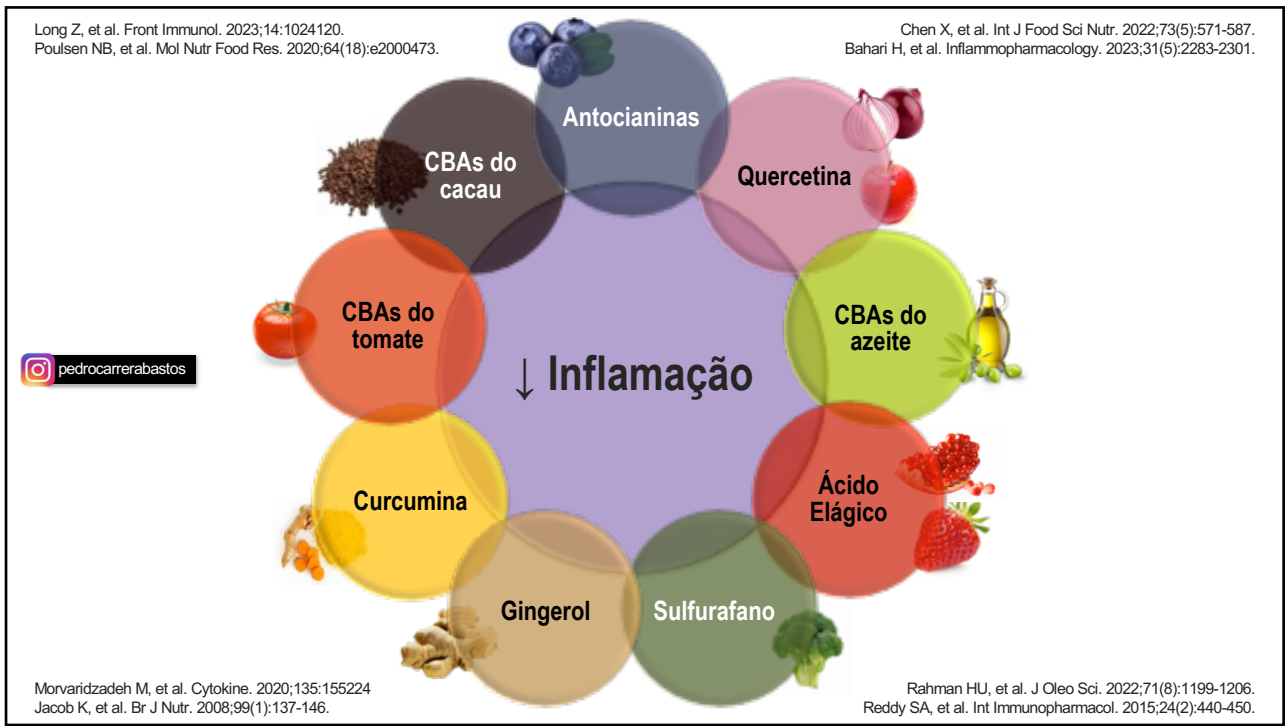 Long Z, et al. Front Immunol. 2023;14:1024120.
Poulsen NB, et al. Mol Nutr Food Res. 2020;64(18):e2000473.
Chen X, et al. Int J Food Sci Nutr. 2022;73(5):571-587.
Bahari H, et al. Inflammopharmacology. 2023;31(5):2283-2301.
Antocianinas
CBAs do
cacau
Quercetina
CBAs do
tomate
CBAs do
azeite
↓ Inflamação
pedrocarrerabastos
Curcumina
Ácido
Elágico
Gingerol
Sulfurafano
Morvaridzadeh M, et al. Cytokine. 2020;135:155224
Jacob K, et al. Br J Nutr. 2008;99(1):137-146.
Rahman HU, et al. J Oleo Sci. 2022;71(8):1199-1206.
Reddy SA, et al. Int Immunopharmacol. 2015;24(2):440-450.